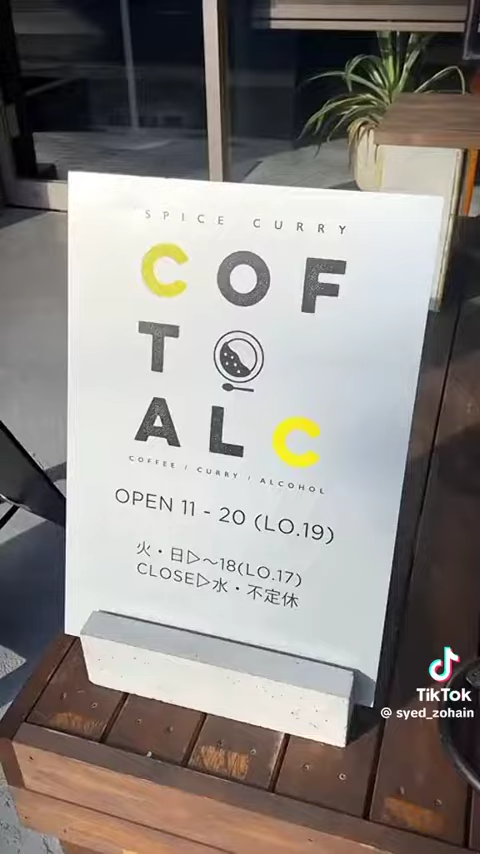 SPICE CURRY
COF
T
ALC
COFFEE / CURRY / ALCOHOL
OPEN 11 - 20 (LO.19)
火・日▷～18(LO.17)
CLOSE▷水・不定休
TikTok
@ syed_zohain